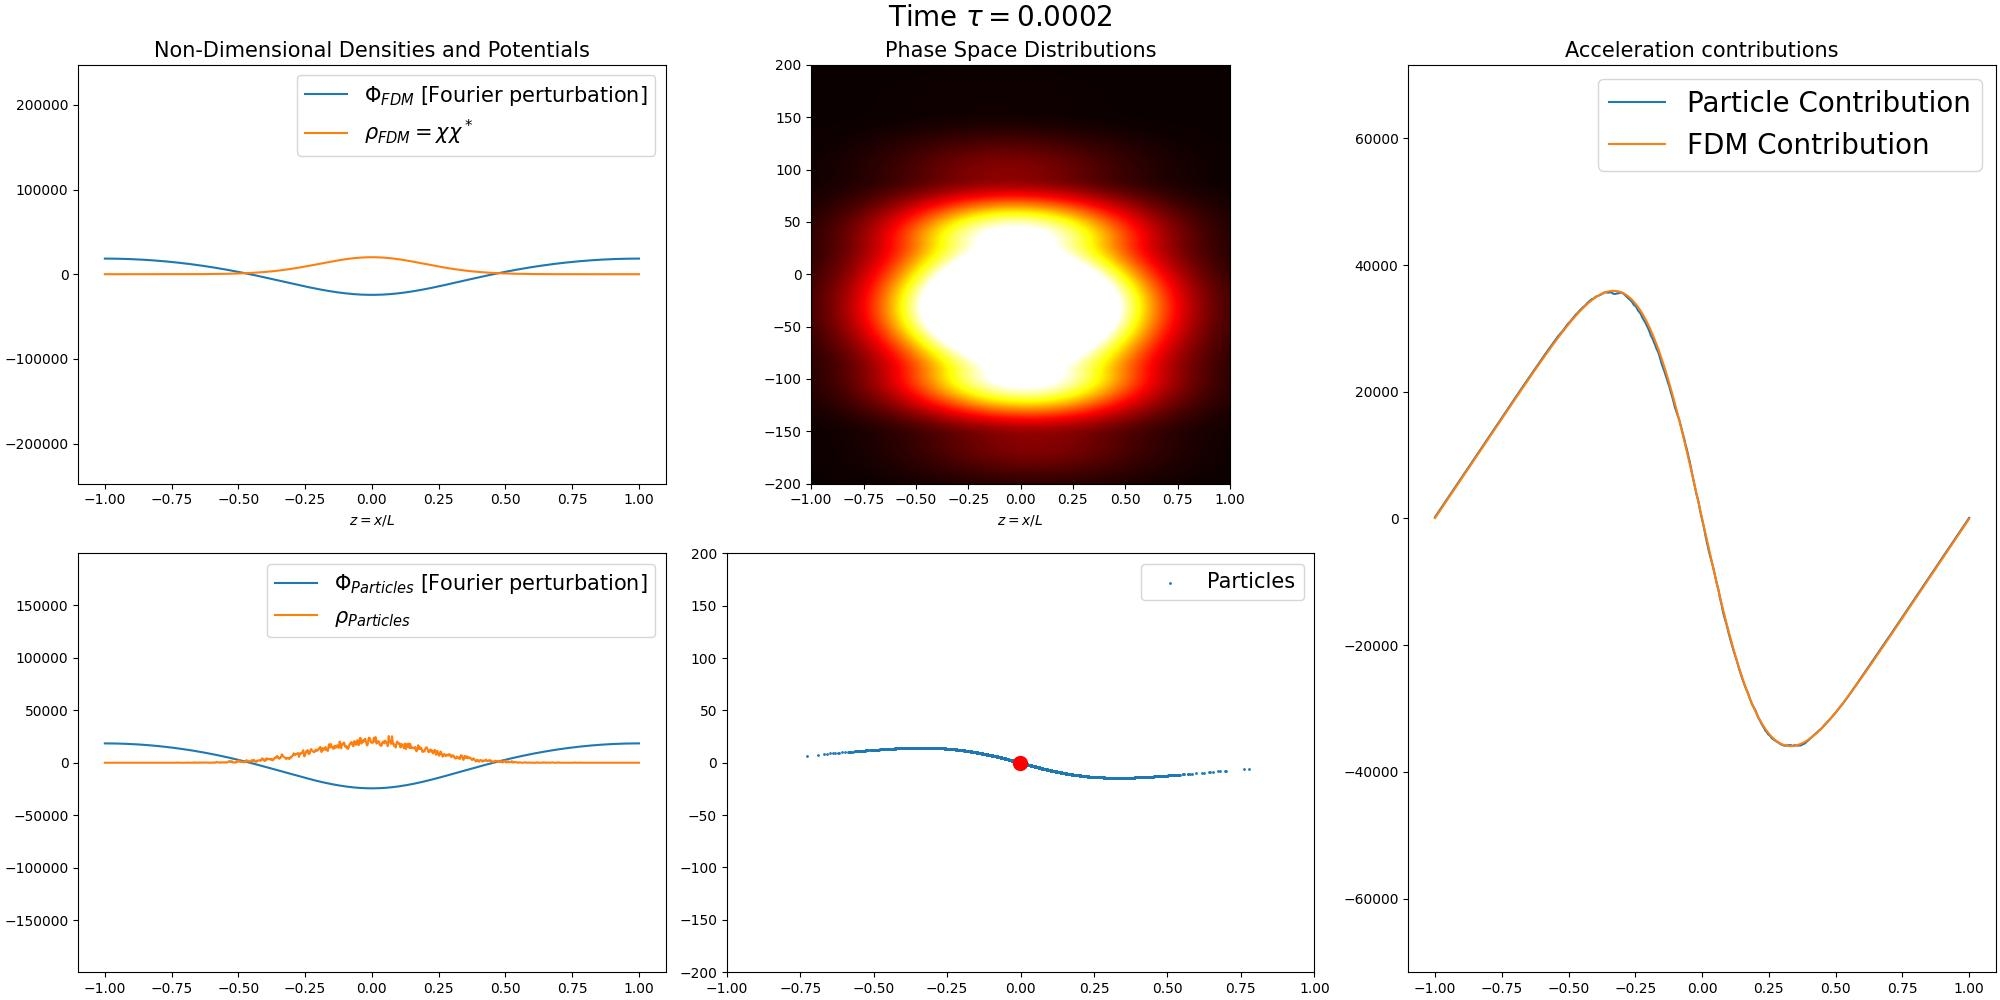 Time τ = 0.0002
Non-Dimensional Densities and Potentials
Φ_FDM [Fourier perturbation]
ρ_FDM = χχ*
200000
100000
0
−100000
−200000
−1.00 −0.75 −0.50 −0.25 0.00 0.25 0.50 0.75 1.00
z = x/L
Phase Space Distributions
200
150
100
50
0
−50
−100
−150
−200
−1.00 −0.75 −0.50 −0.25 0.00 0.25 0.50 0.75 1.00
z = x/L
Acceleration contributions
Particle Contribution
FDM Contribution
60000
40000
20000
0
−20000
−40000
−60000
−1.00 −0.75 −0.50 −0.25 0.00 0.25 0.50 0.75 1.00
Φ_Particles [Fourier perturbation]
ρ_Particles
150000
100000
50000
0
−50000
−100000
−150000
−1.00 −0.75 −0.50 −0.25 0.00 0.25 0.50 0.75 1.00
Particles
200
150
100
50
0
−50
−100
−150
−200
−1.00 −0.75 −0.50 −0.25 0.00 0.25 0.50 0.75 1.00